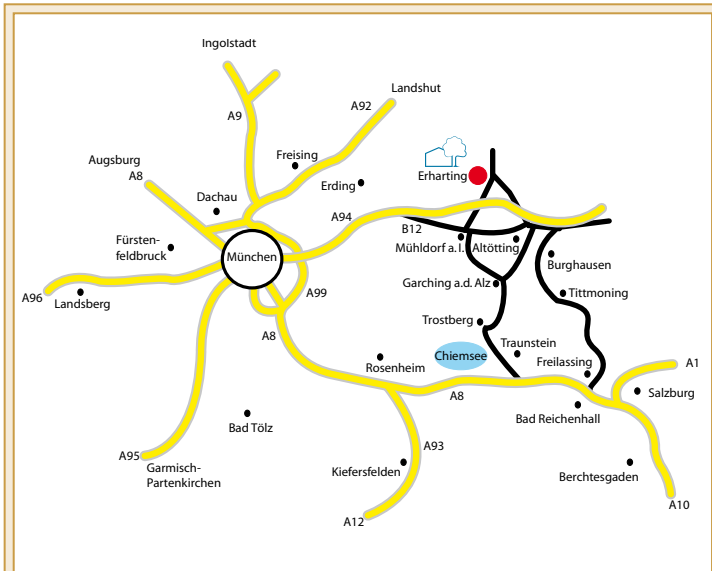 Ingolstadt
Landshut
A92
A9
Augsburg
A8
Freising
Erding
Erharting
Dachau
A94
B12
Fürsten-
feldbruck
München
Mühldorf a. I.
Altötting
Burghausen
A96
Landsberg
A99
Garching a.d. Alz
Tittmoning
Trostberg
A8
Chiemsee
Traunstein
Rosenheim
Freilassing
A1
A8
Salzburg
Bad Reichenhall
Bad Tölz
A95
Garmisch-
Partenkirchen
A93
Kiefersfelden
Berchtesgaden
A12
A10